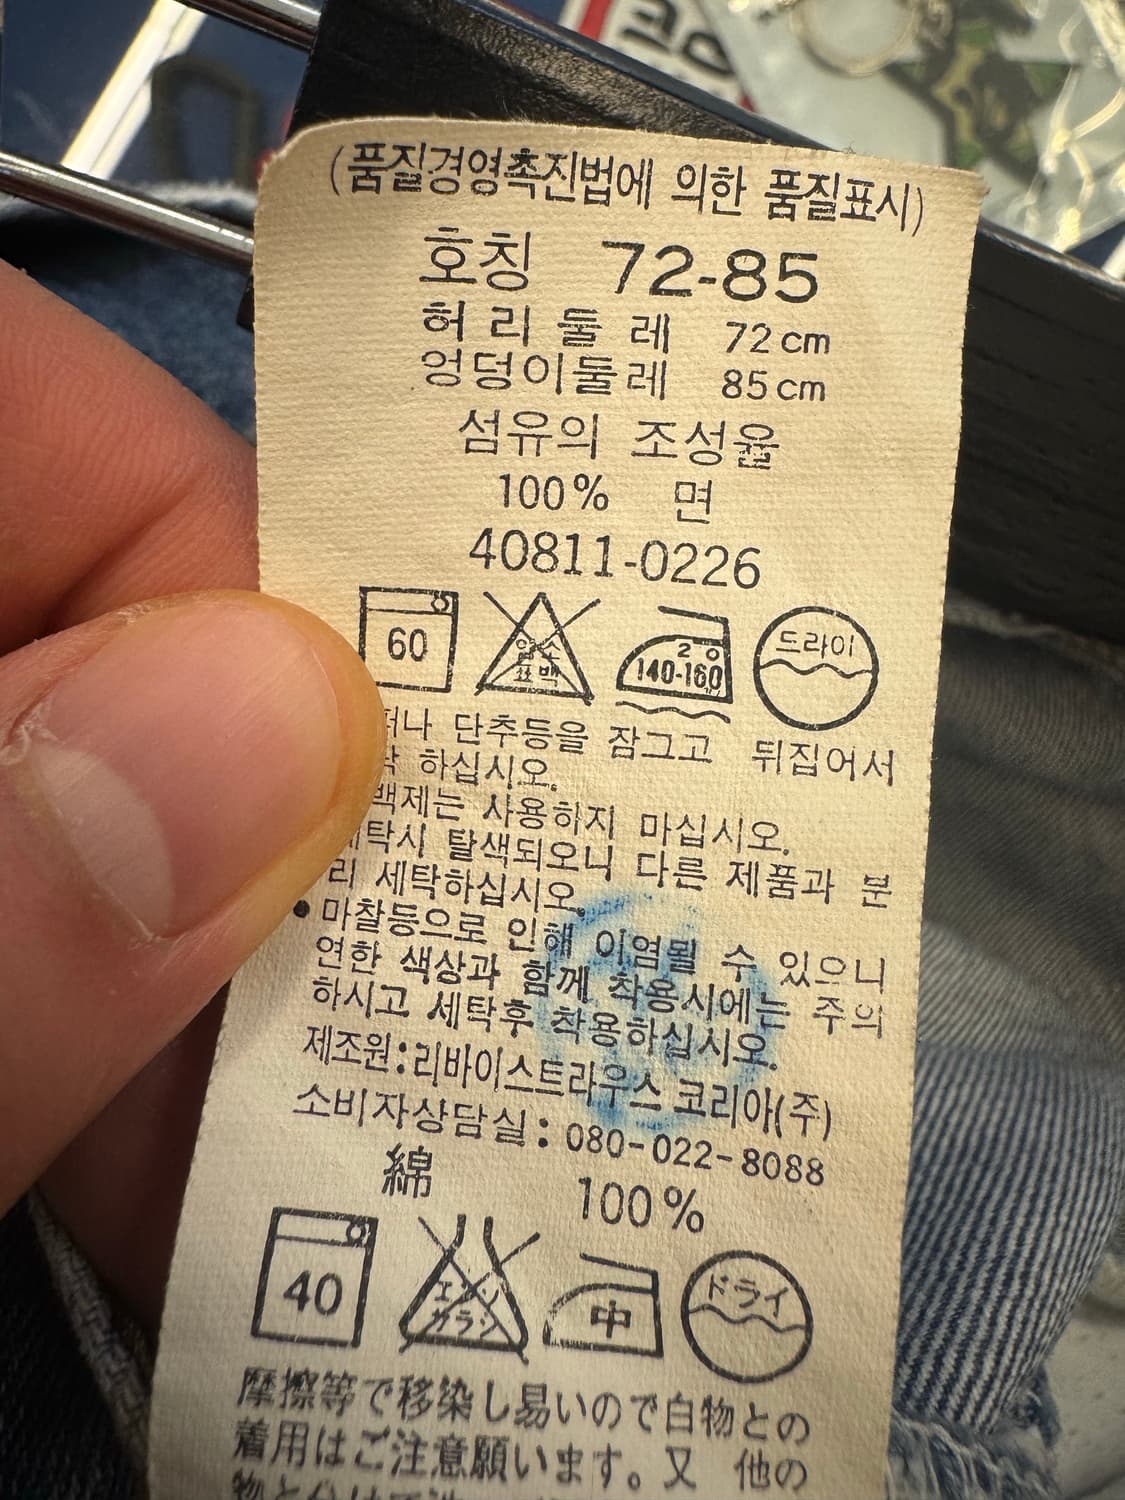 (품질경영촉진법에 의한 품질표시)
호칭 72-85
허리둘레 72cm
엉덩이둘레 85cm
섬유의 조성율
100% 면
40811-0226
60
염소
표백
140-160
드라이
단추등을 잠그고 뒤집어서
하십시오.
사용하지 마십시오.
탈색되오니 다른 제품과 분
리 세탁하십시오.
• 마찰등으로 인해 이염될 수 있으니
연한 색상과 함께 착용시에는 주의
하시고 세탁후 착용하십시오.
제조원:리바이스트라우스 코리아(주)
소비자상담실: 080-022-8088
綿 100%
40
エンソ
サラシ
中
ドライ
摩擦等で移染し易いので白物との
着用はご注意願います。又 他の